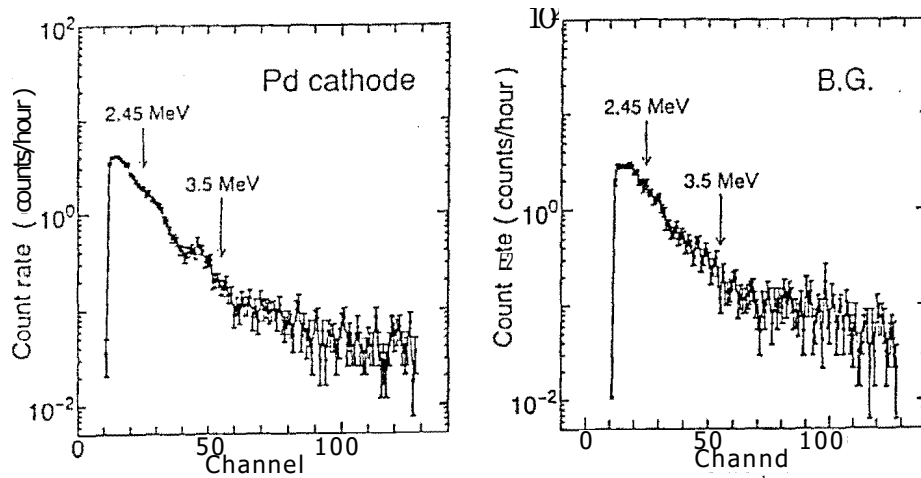 10²
Pd cathode
2.45 MeV
3.5 MeV
10⁰
10⁻²
Count rate ( counts/hour)
0 50 100
Channel
10
B.G.
2.45 MeV
3.5 MeV
10⁰
10⁻²
Count rate ( counts/hour)
0 50 100
Channd